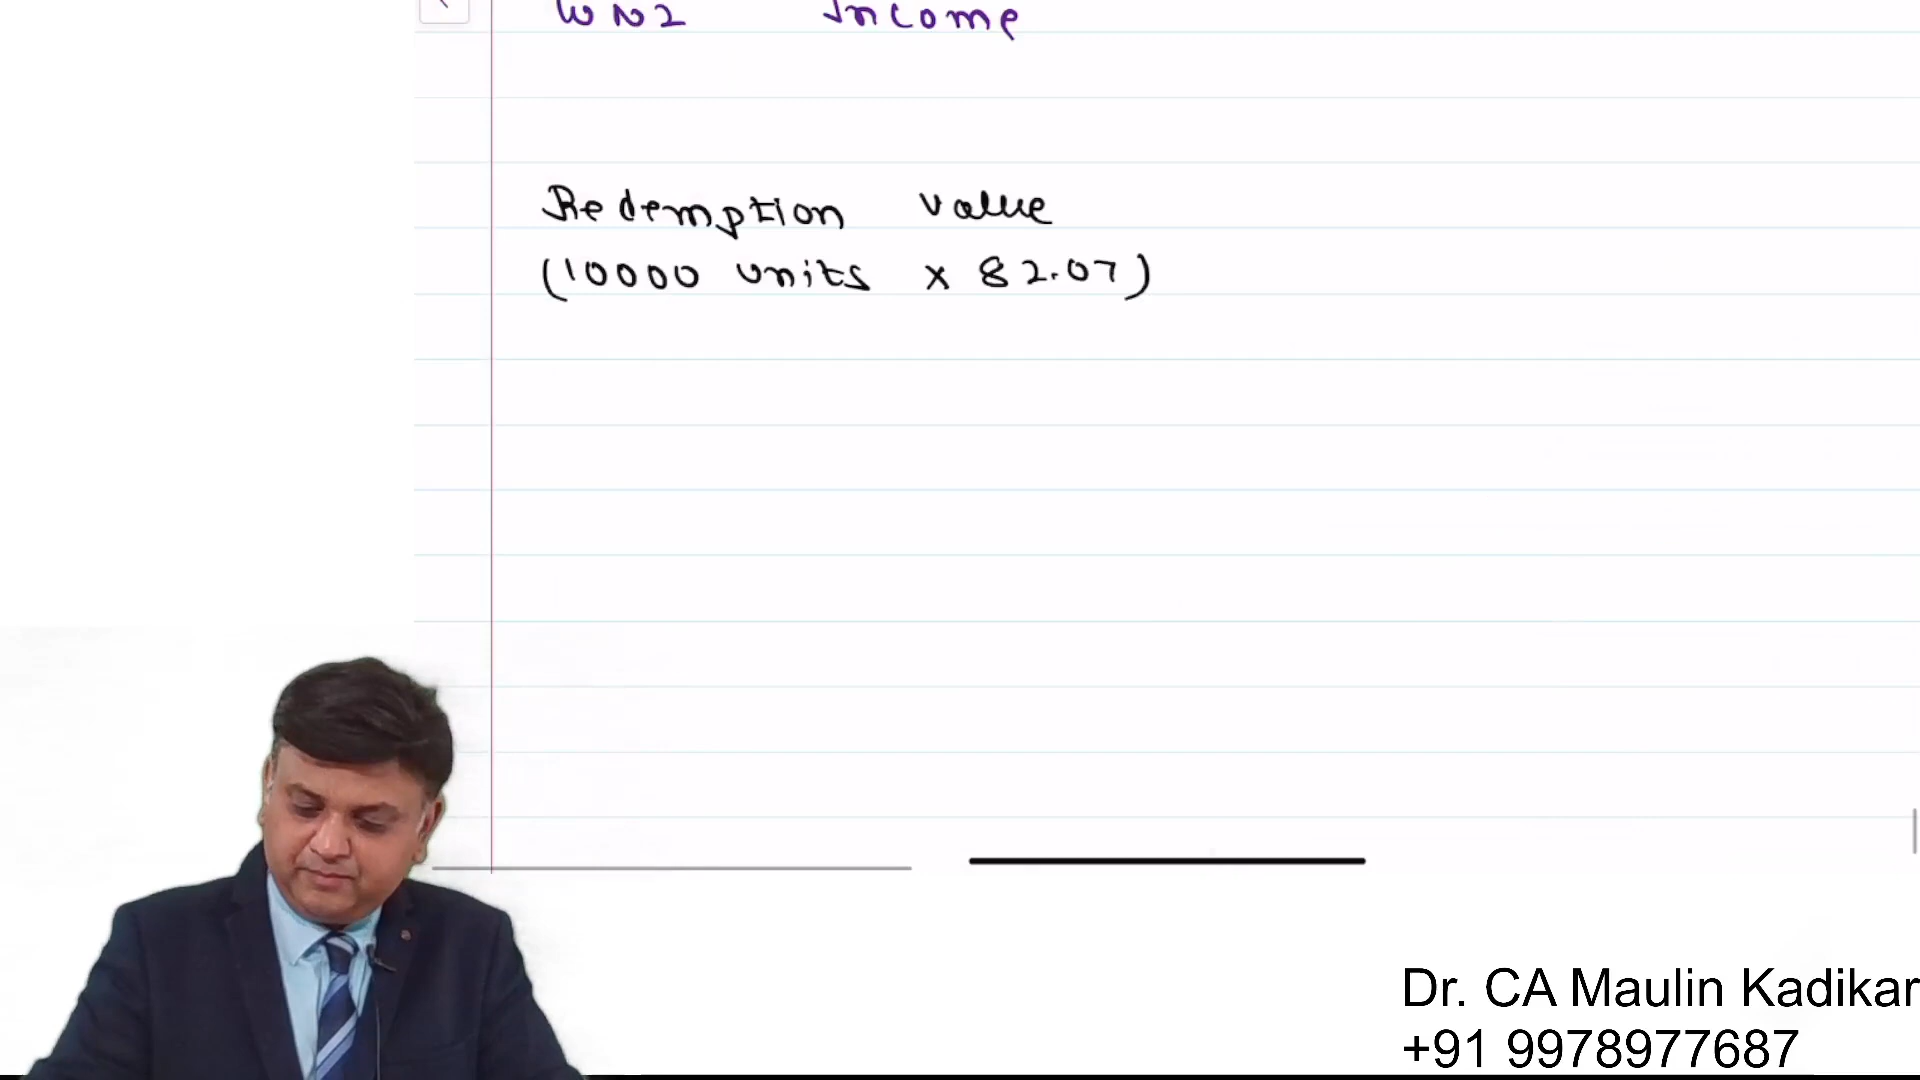 WN2 Income
Redemption value
(10000 units x 82.07)
Dr. CA Maulin Kadikar
+91 9978977687